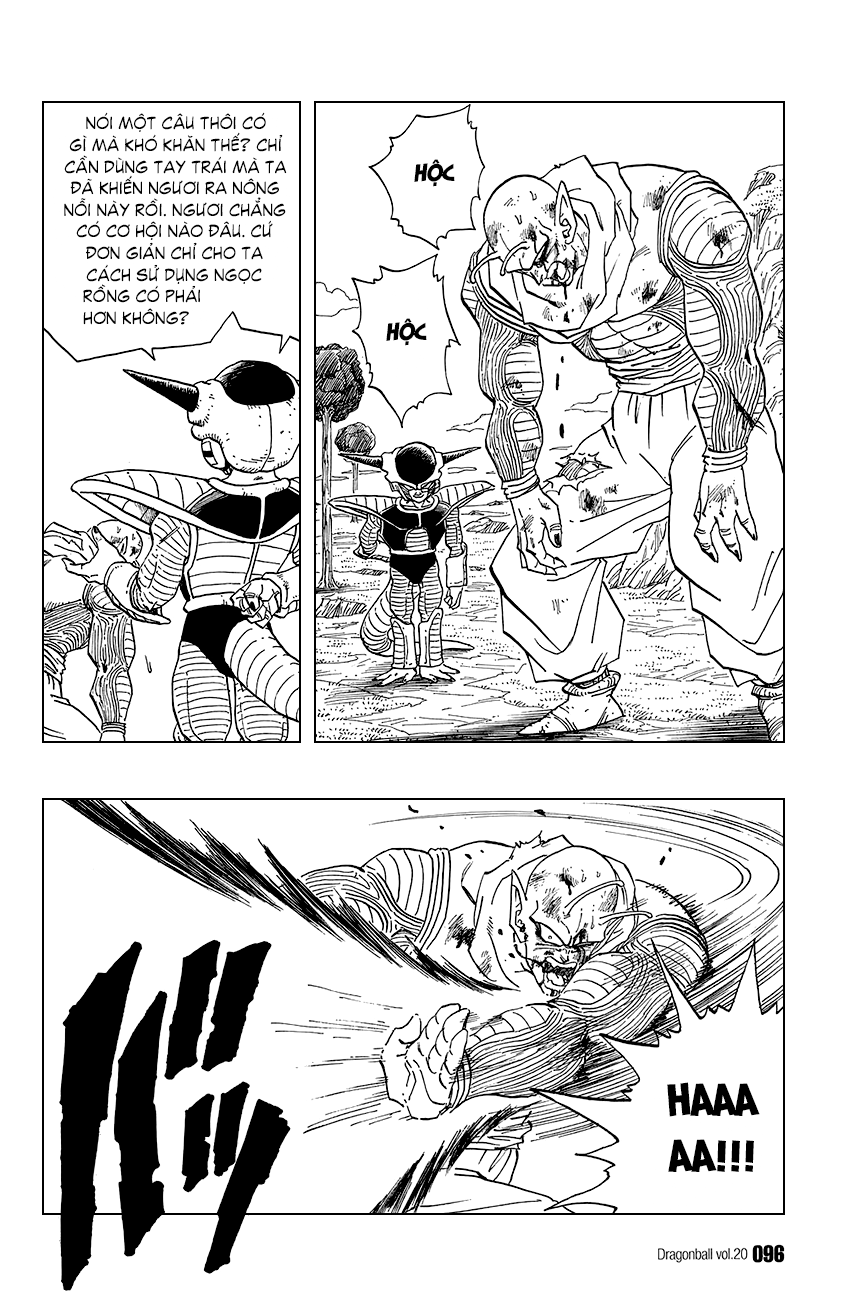 NÓI MỘT CÂU THÔI CÓ
GÌ MÀ KHÓ KHĂN THẾ? CHỈ
CẦN DÙNG TAY TRÁI MÀ TA
ĐÃ KHIẾN NGƯƠI RA NÔNG
NỖI NÀY RỒI. NGƯƠI CHẲNG
CÓ CƠ HỘI NÀO ĐÂU. CỨ
ĐƠN GIẢN CHỈ CHO TA
CÁCH SỬ DỤNG NGỌC
RỒNG CÓ PHẢI
HƠN KHÔNG?
HỘC
HỘC
バッ
HAAA
AA!!!
Dragonball vol.20 096